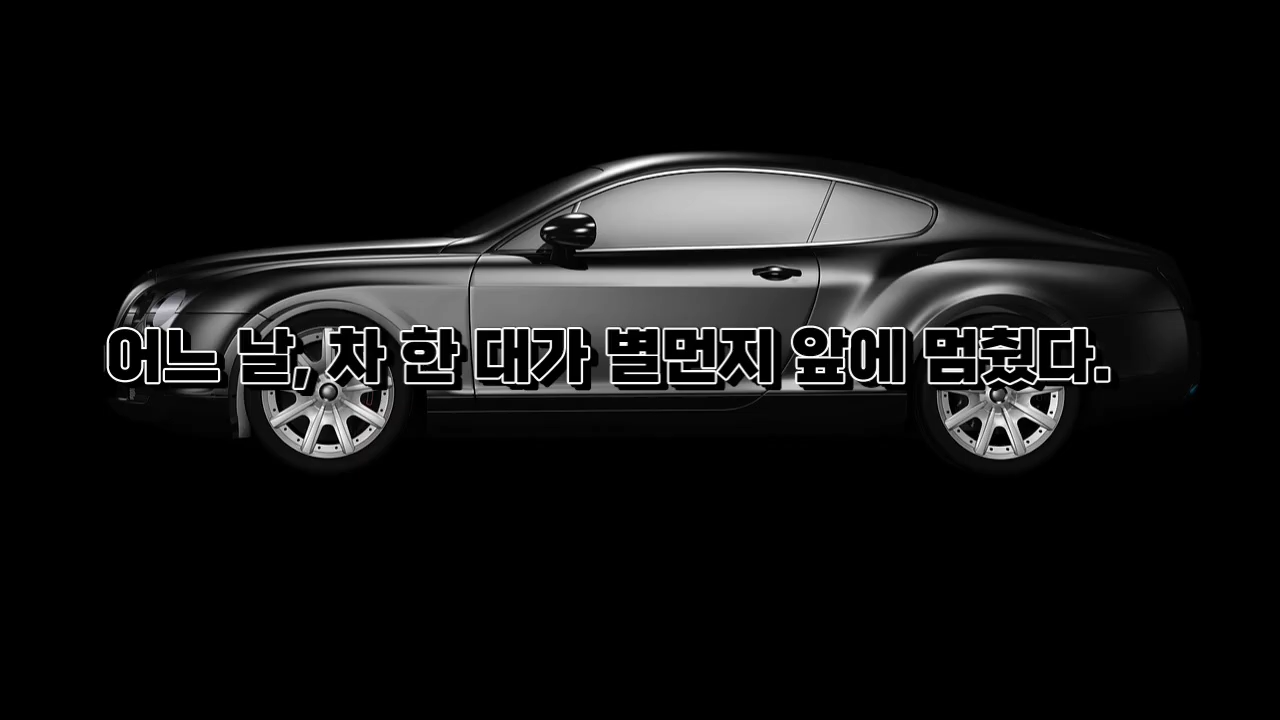 어느 날, 차 한 대가 별먼지 앞에 멈췄다.